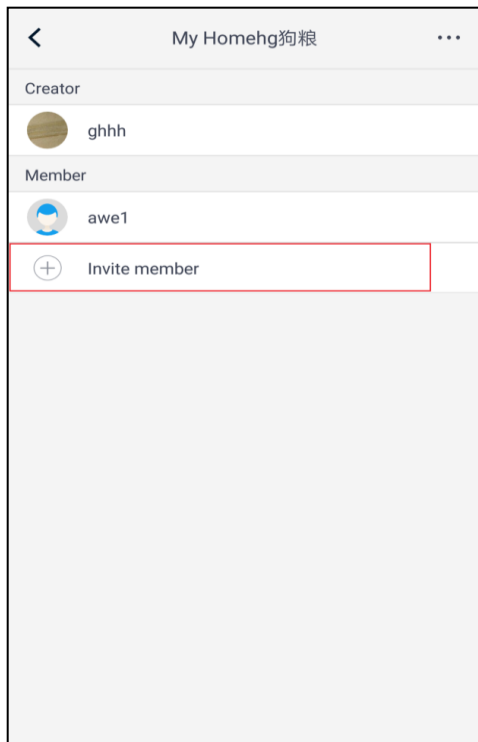 My Homehg狗粮
Creator
ghhh
Member
awe1
Invite member